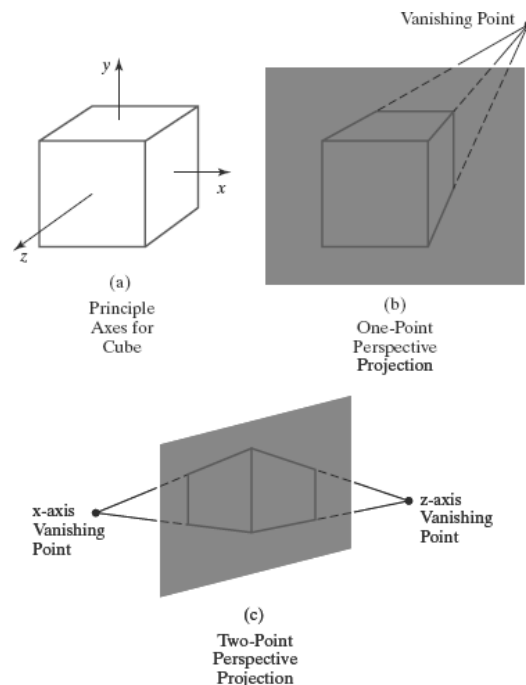 Vanishing Point
y
x
z
(a)
Principle
Axes for
Cube
(b)
One-Point
Perspective
Projection
x-axis
Vanishing
Point
z-axis
Vanishing
Point
(c)
Two-Point
Perspective
Projection